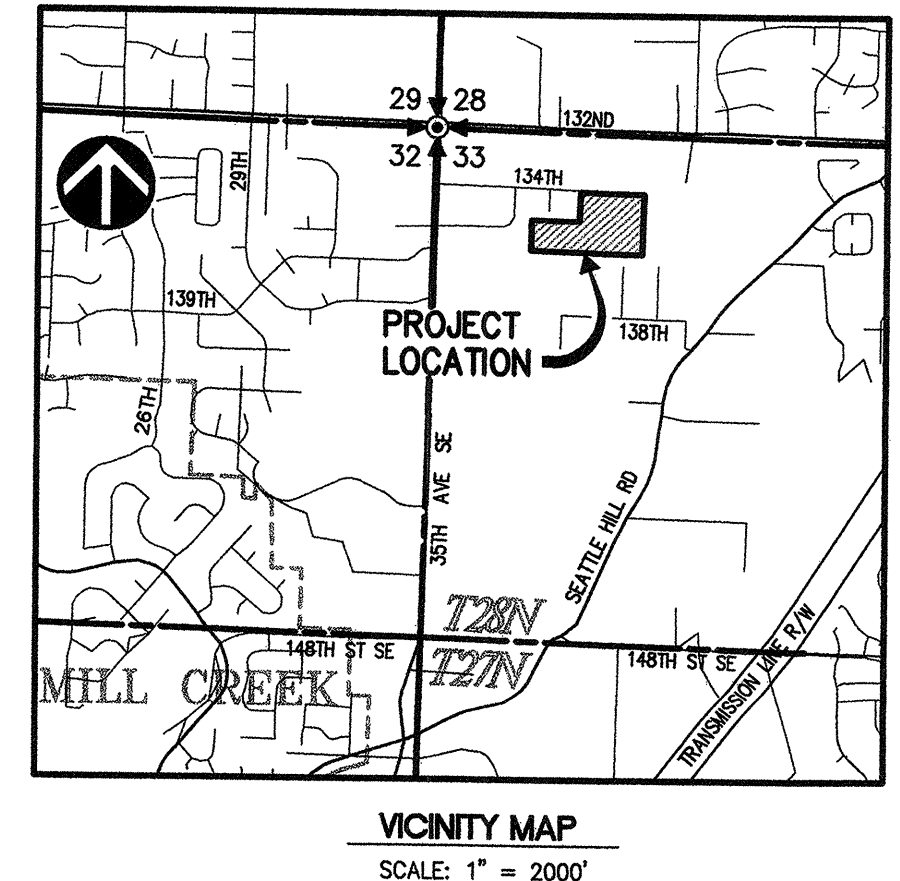 29 28
132ND
32 33
29TH
134TH
139TH
PROJECT
LOCATION
138TH
26TH
35TH AVE SE
SEATTLE HILL RD
T28N
148TH ST SE
148TH ST SE
T27N
MILL CREEK
TRANSMISSION LINE R/W
VICINITY MAP
SCALE: 1" = 2000'